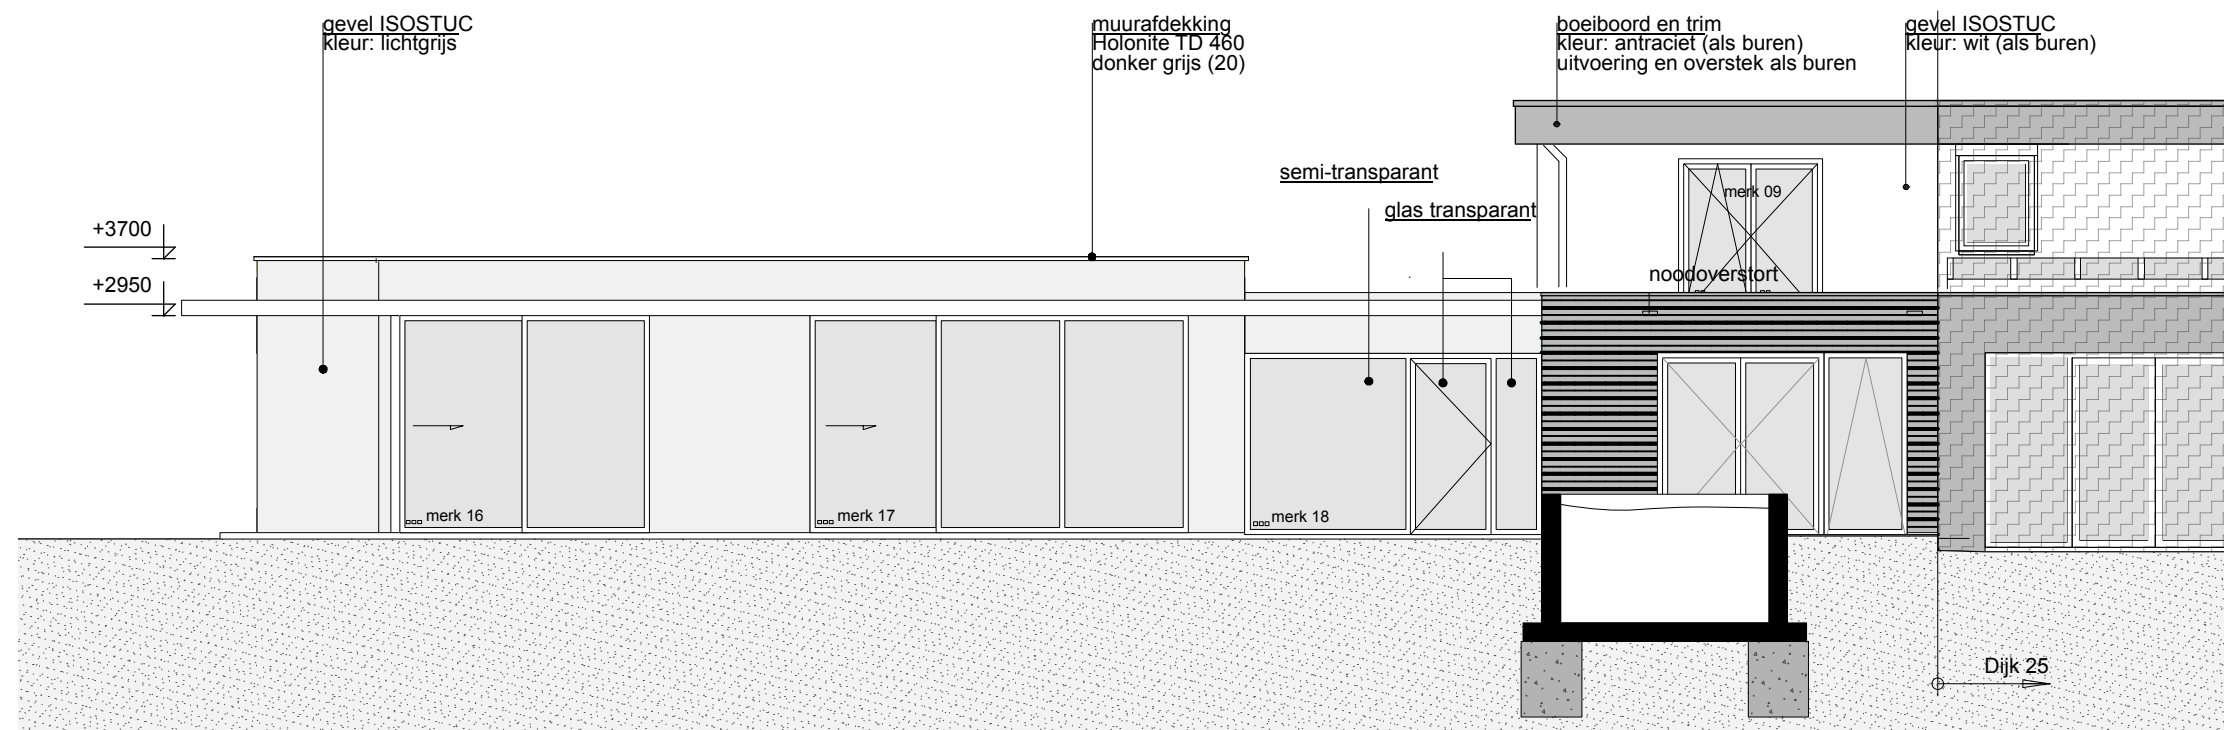 gevel ISOSTUC
kleur: lichtgrijs
muurafdekking
Holonite TD 460
donker grijs (20)
boeiboord en trim
kleur: antraciet (als buren)
uitvoering en overstek als buren
gevel ISOSTUC
kleur: wit (als buren)
semi-transparant
glas transparant
merk 09
+3700
+2950
noodoverstort
merk 16
merk 17
merk 18
Dijk 25